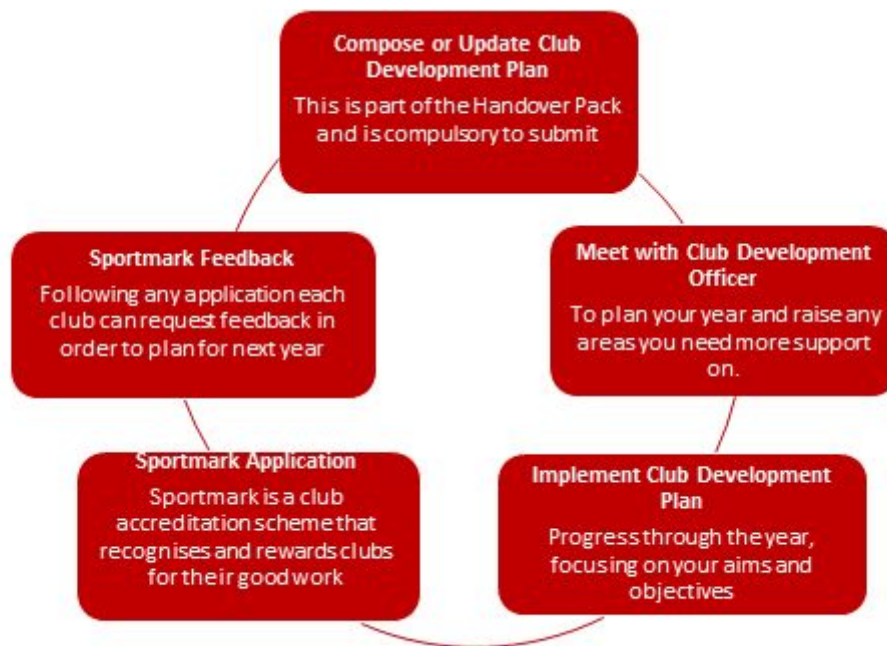 Compose or Update Club
Development Plan
This is part of the Handover Pack
and is compulsory to submit
Meet with Club Development
Officer
To plan your year and raise any
areas you need more support
on.
Implement Club Development
Plan
Progress through the year,
focusing on your aims and
objectives
Sportmark Application
Sportmark is a club
accreditation scheme that
recognises and rewards clubs
for their good work
Sportmark Feedback
Following any application each
club can request feedback in
order to plan for next year